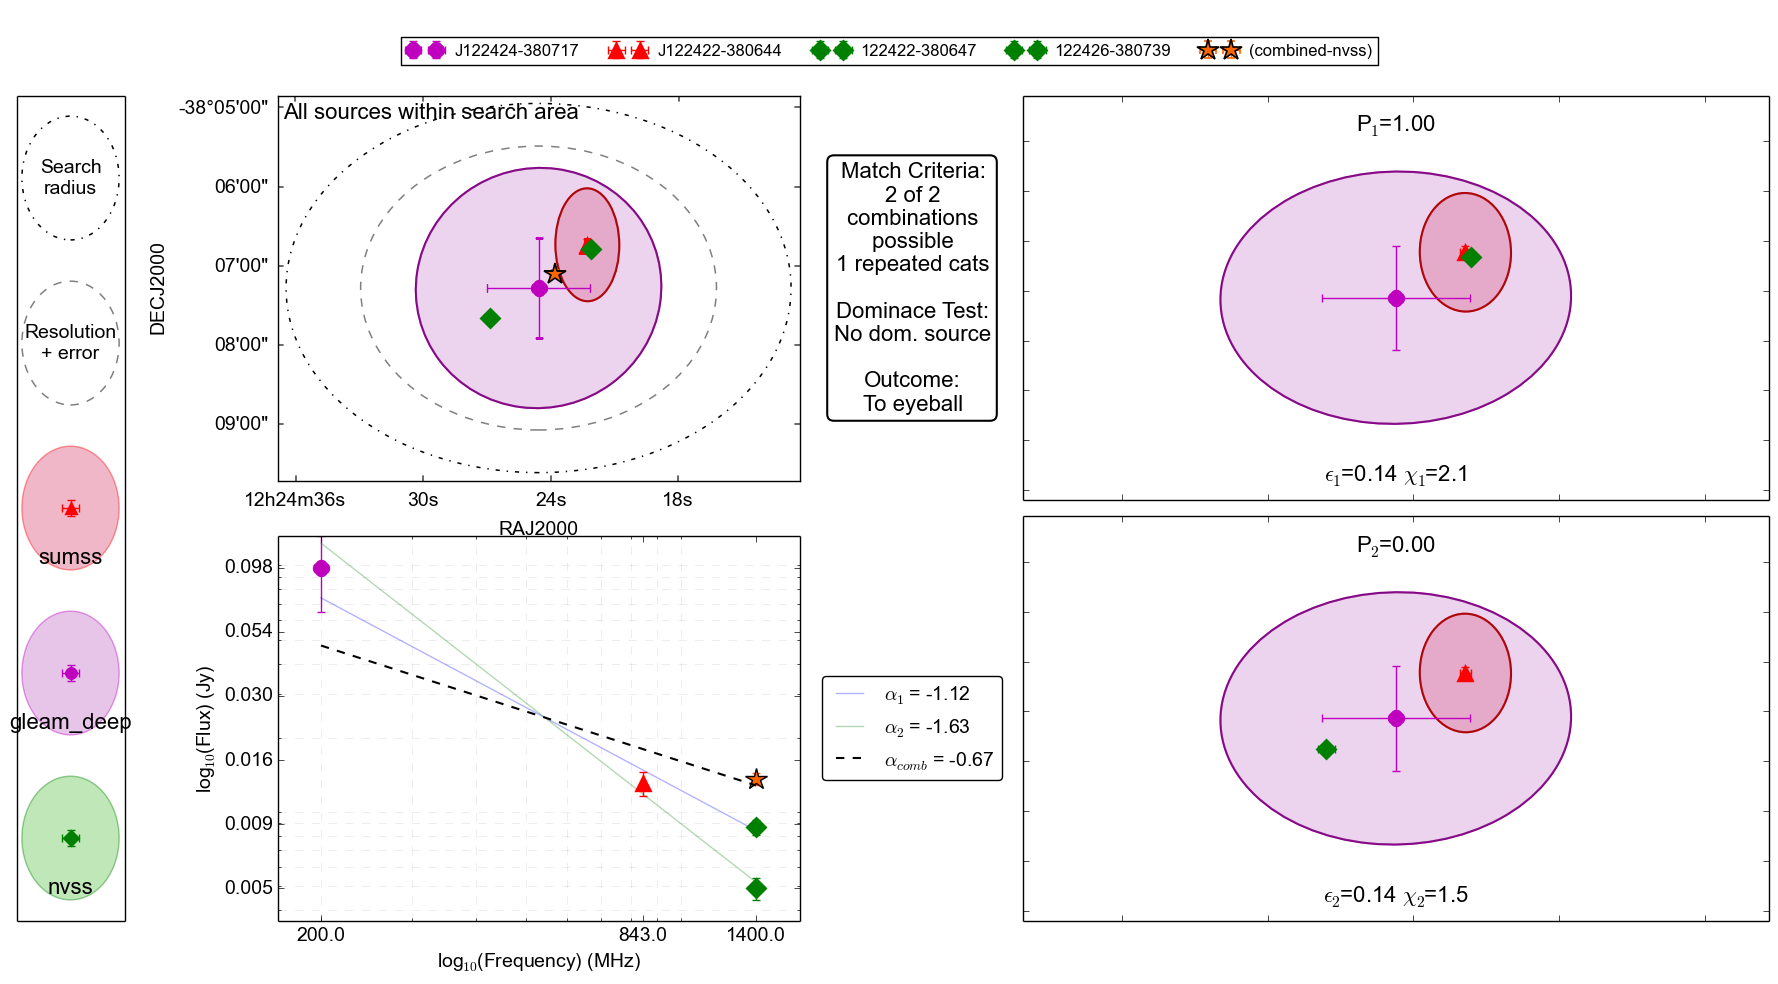 J122424-380717
J122422-380644
122422-380647
122426-380739
(combined-nvss)
Search
radius
Resolution
+ error
sumss
gleam_deep
nvss
All sources within search area
-38°05'00"
06'00"
07'00"
08'00"
09'00"
DECJ2000
12h24m36s
30s
24s
18s
RAJ2000
Match Criteria:
2 of 2
combinations
possible
1 repeated cats
Dominace Test:
No dom. source
Outcome:
To eyeball
P₁=1.00
ϵ₁=0.14 χ₁=2.1
P₂=0.00
ϵ₂=0.14 χ₂=1.5
0.098
0.054
0.030
0.016
0.009
0.005
log₁₀(Flux) (Jy)
200.0
843.0
1400.0
log₁₀(Frequency) (MHz)
α₁ = -1.12
α₂ = -1.63
α_comb = -0.67